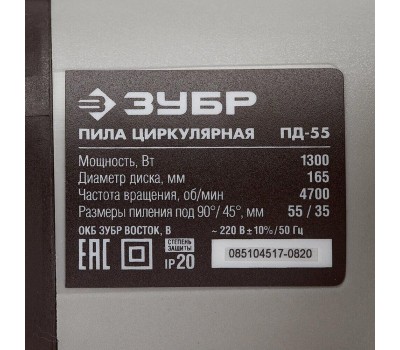 ЗУБР
ПИЛА ЦИРКУЛЯРНАЯ ПД-55
Мощность, Вт 1300
Диаметр диска, мм 165
Частота вращения, об/мин 4700
Размеры пиления под 90°/ 45°, мм 55 / 35
ОКБ ЗУБР ВОСТОК, В ~ 220 В ± 10% / 50 Гц
EAC СТЕПЕНЬ ЗАЩИТЫ IP20 085104517-0820